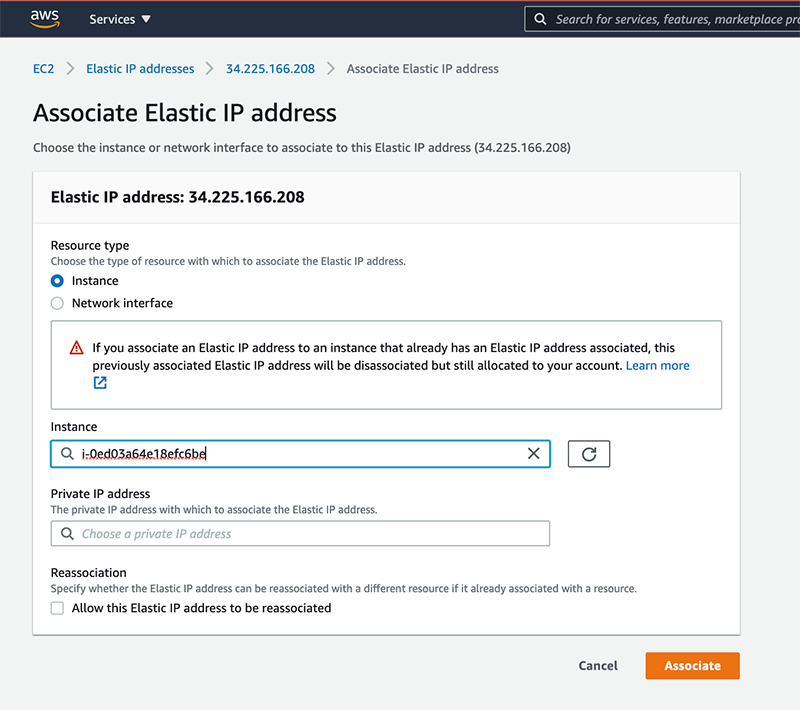 aws Services ▼ Search for services, features, marketplace
EC2 > Elastic IP addresses > 34.225.166.208 > Associate Elastic IP address
Associate Elastic IP address
Choose the instance or network interface to associate to this Elastic IP address (34.225.166.208)
Elastic IP address: 34.225.166.208
Resource type
Choose the type of resource with which to associate the Elastic IP address.
Instance
Network interface
If you associate an Elastic IP address to an instance that already has an Elastic IP address associated, this
previously associated Elastic IP address will be disassociated but still allocated to your account. Learn more
Instance
i-0ed03a64e18efc6be
Private IP address
The private IP address with which to associate the Elastic IP address.
Choose a private IP address
Reassociation
Specify whether the Elastic IP address can be reassociated with a different resource if it already associated with a resource.
Allow this Elastic IP address to be reassociated
Cancel Associate